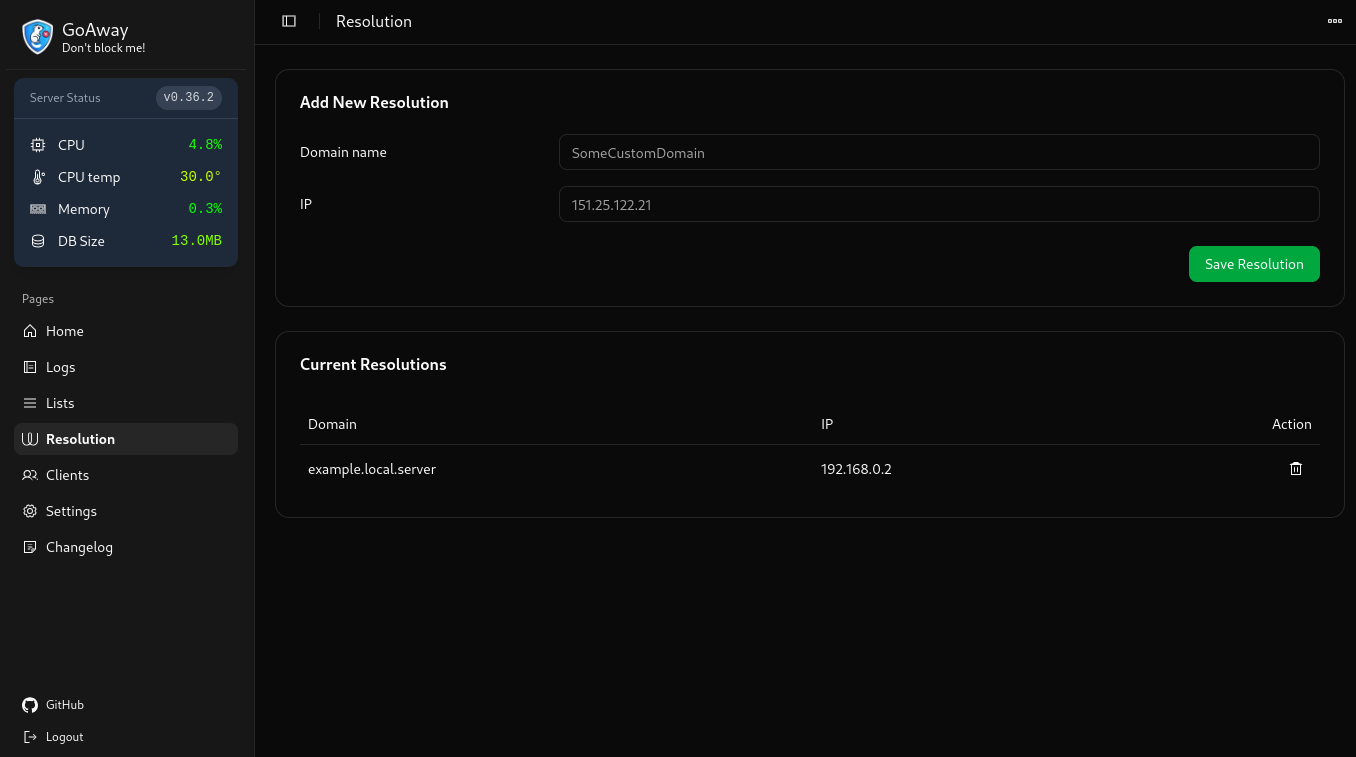 GoAway
Don't block me!
Server Status v0.36.2
CPU 4.8%
CPU temp 30.0°
Memory 0.3%
DB Size 13.0MB
Pages
Home
Logs
Lists
Resolution
Clients
Settings
Changelog
GitHub
Logout
Resolution
Add New Resolution
Domain name SomeCustomDomain
IP 151.25.122.21
Save Resolution
Current Resolutions
Domain IP Action
example.local.server 192.168.0.2